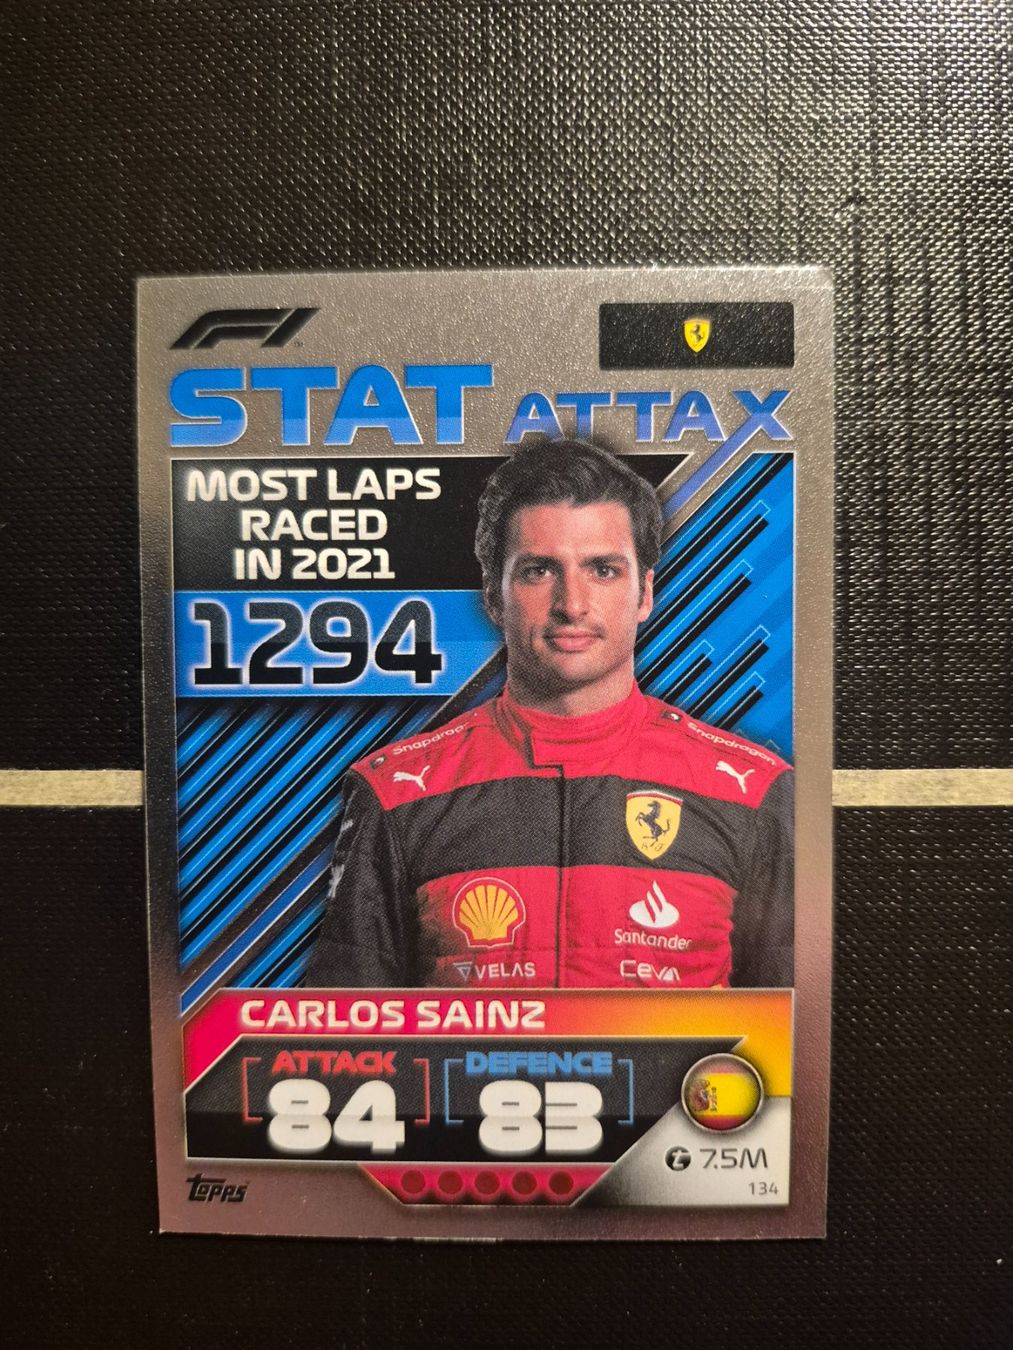 F1
STAT ATTAX
MOST LAPS
RACED
IN 2021
1294
Snapdragon
Snapdragon
Santander
VELAS
Ceva
CARLOS SAINZ
ATTACK
DEFENCE
84
83
7.5M
134
TOPPS